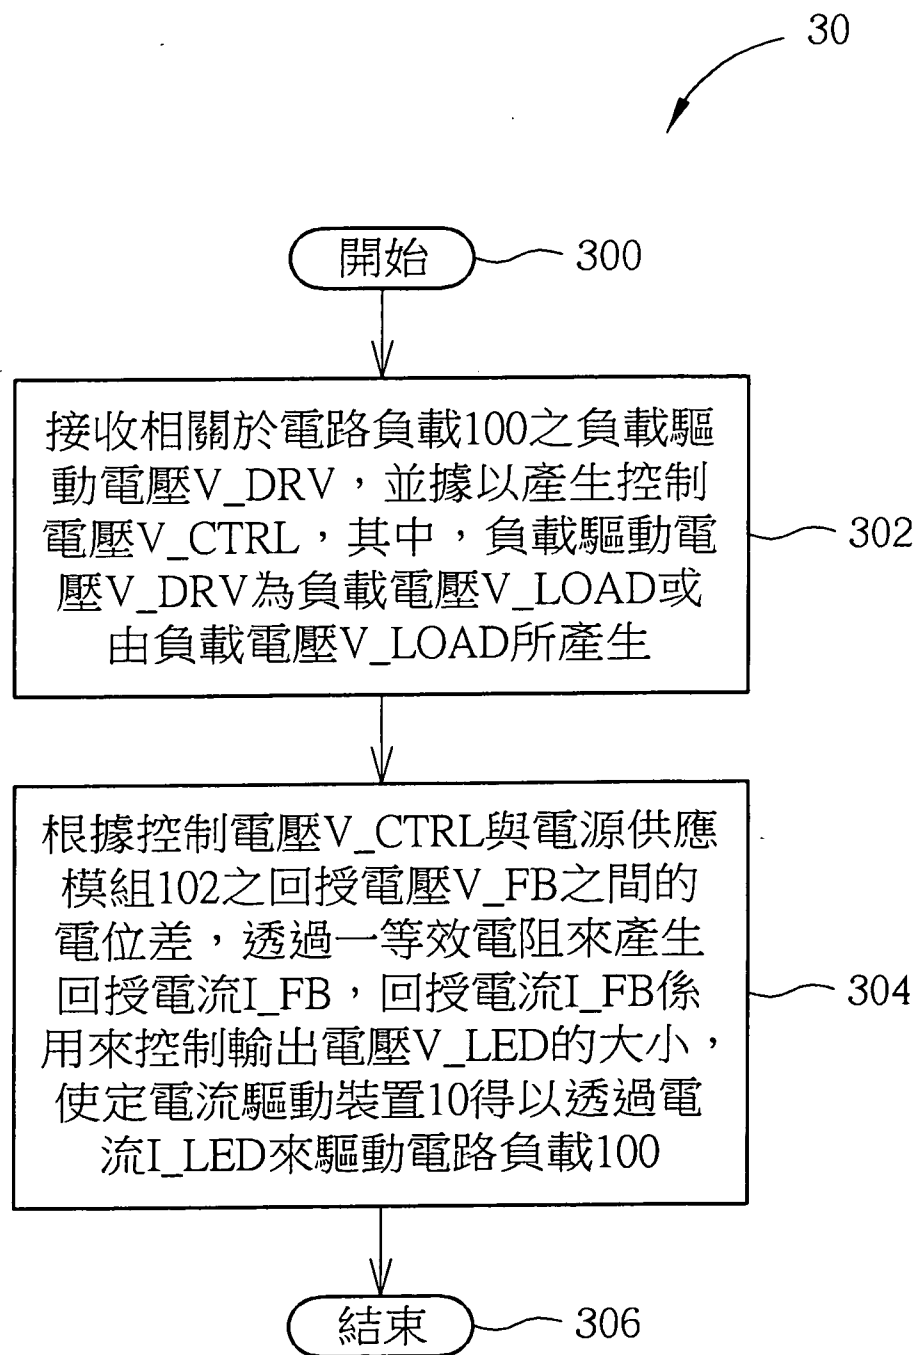 30
開始
300
接收相關於電路負載100之負載驅
動電壓V_DRV，並據以產生控制
電壓V_CTRL，其中，負載驅動電
壓V_DRV為負載電壓V_LOAD或
由負載電壓V_LOAD所產生
302
根據控制電壓V_CTRL與電源供應
模組102之回授電壓V_FB之間的
電位差，透過一等效電阻來產生
回授電流I_FB，回授電流I_FB係
用來控制輸出電壓V_LED的大小，
使定電流驅動裝置10得以透過電
流I_LED來驅動電路負載100
304
結束
306